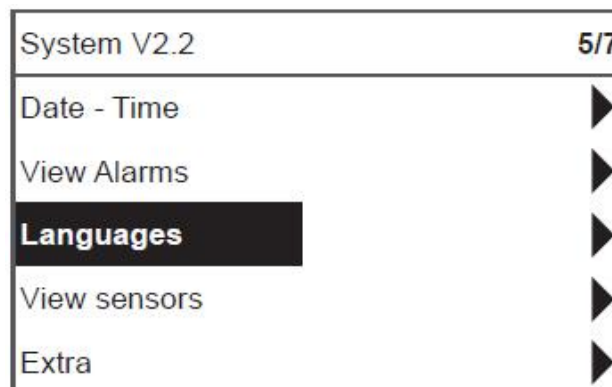 System V2.2 5/7
Date - Time
View Alarms
Languages
View sensors
Extra